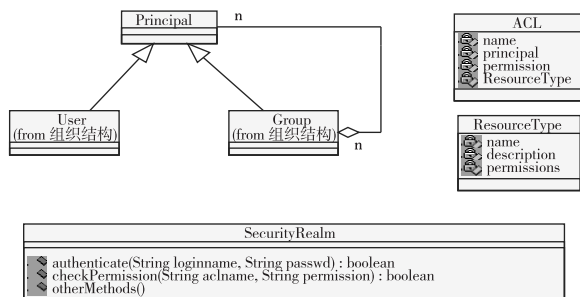 Principal
n
User
(from 组织结构)
Group
(from 组织结构)
n
ACL
name
principal
permission
ResourceType
ResourceType
name
description
permissions
SecurityRealm
authenticate(String loginname, String passwd) : boolean
checkPermission(String aclname, String permission) : boolean
otherMethods()